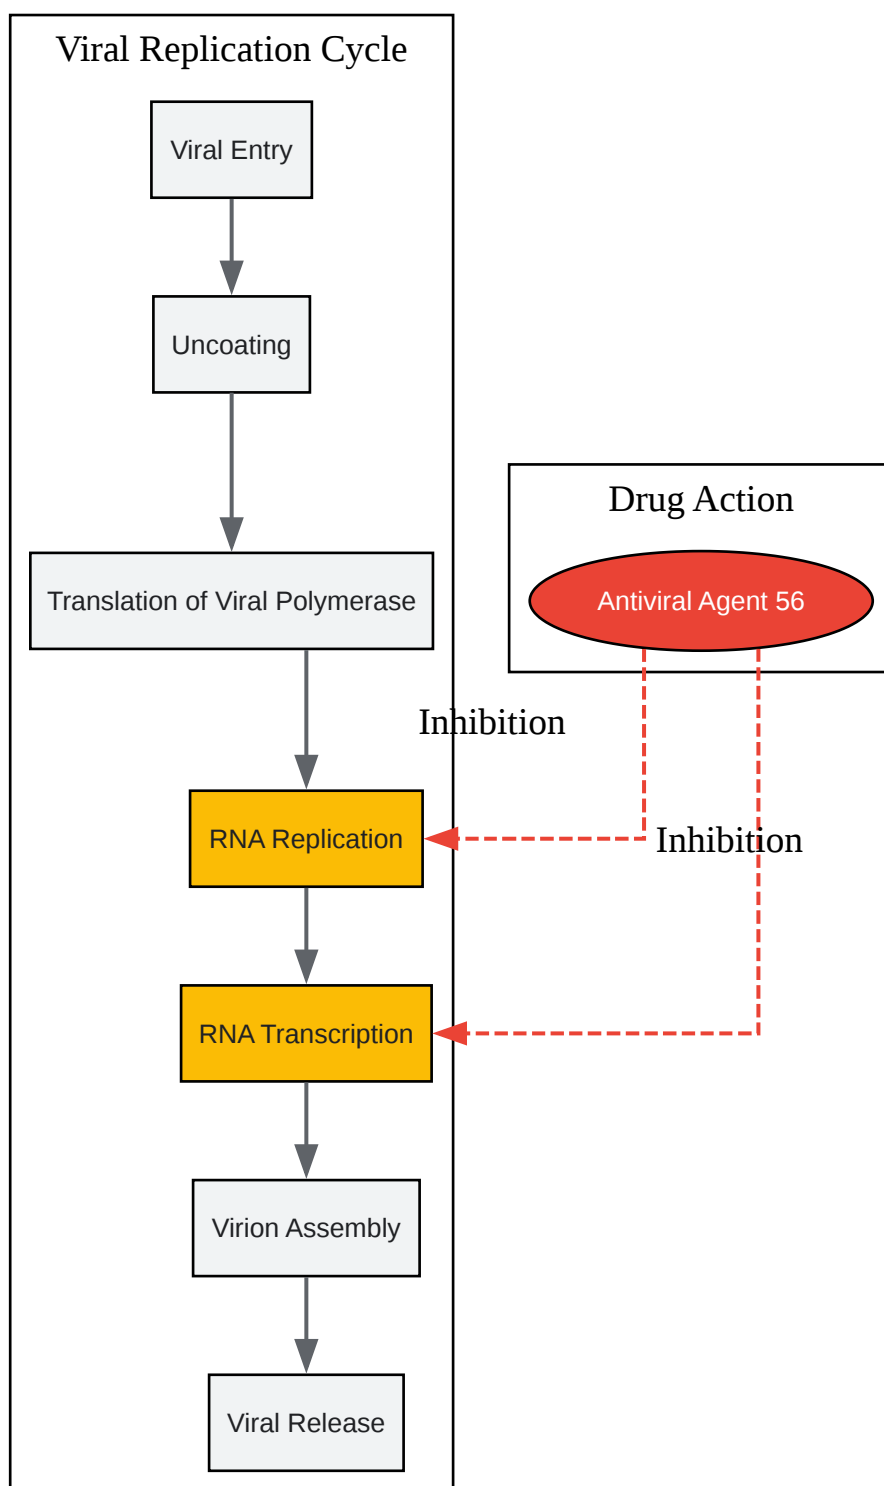 Viral Replication Cycle
Viral Entry
Uncoating
Drug Action
Translation of Viral Polymerase
Antiviral Agent 56
Inhibition
RNA Replication
Inhibition
RNA Transcription
Virion Assembly
Viral Release